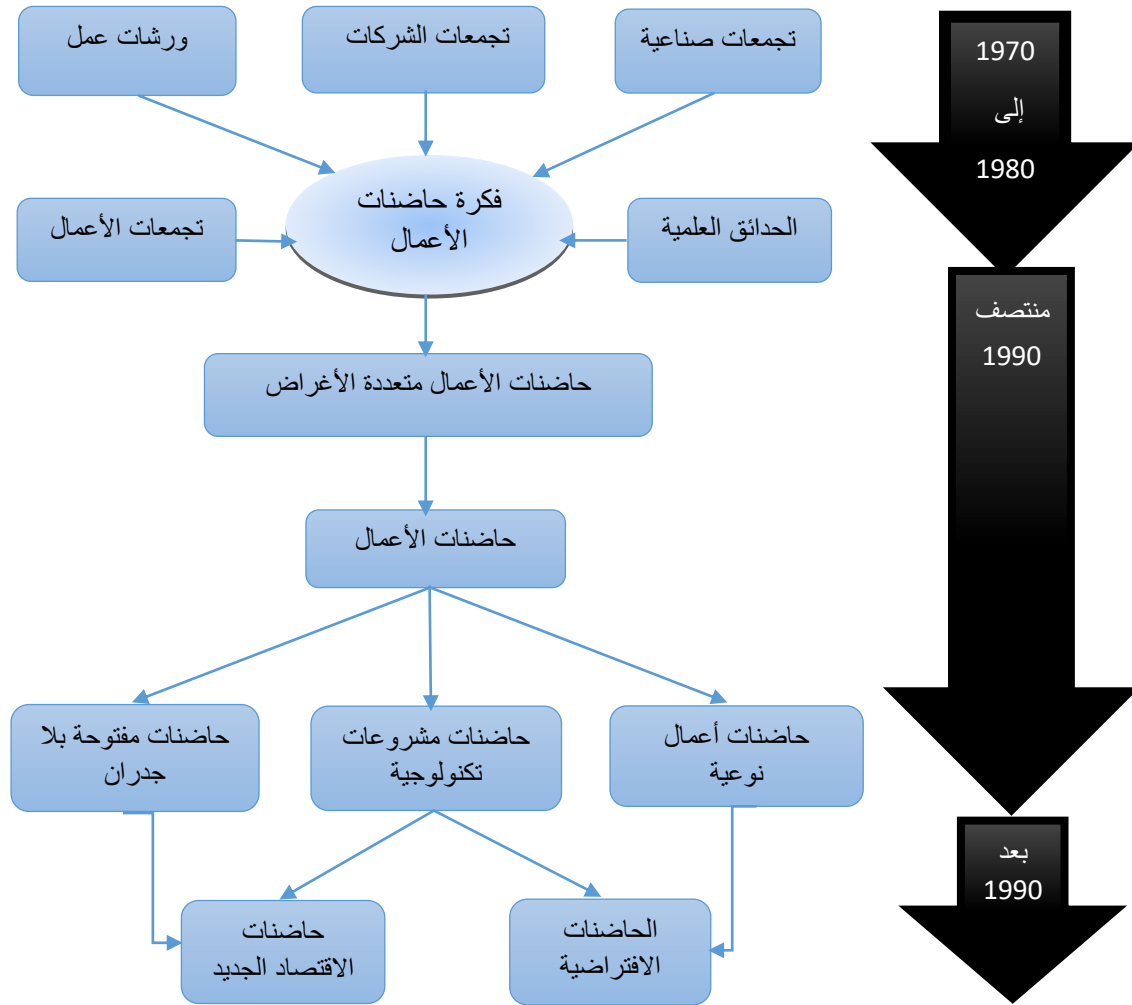 تجمعات صناعية
تجمعات الشركات
ورشات عمل
1970
إلى
1980
فكرة حاضنات
الأعمال
الحدائق العلمية
تجمعات الأعمال
منتصف
1990
حاضنات الأعمال متعددة الأغراض
حاضنات الأعمال
حاضنات أعمال
نوعية
حاضنات مشروعات
تكنولوجية
حاضنات مفتوحة بلا
جدران
بعد
1990
الحاضنات
الافتراضية
حاضنات
الاقتصاد الجديد